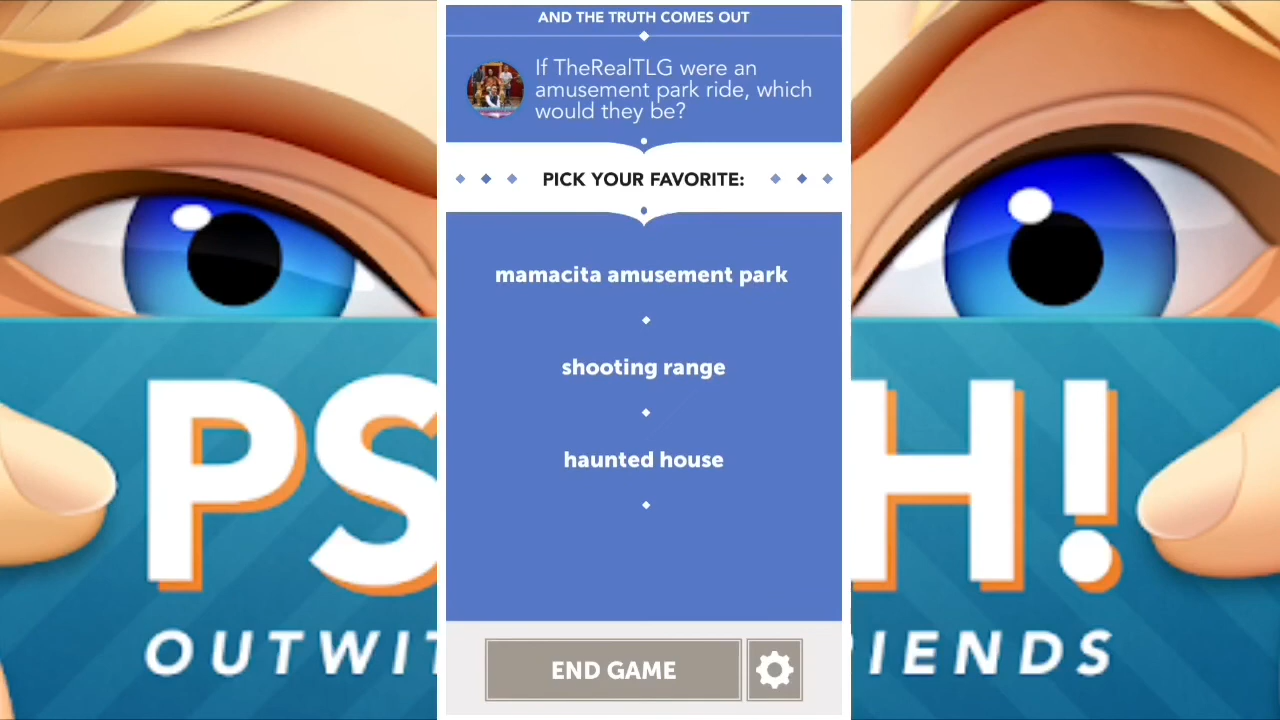 AND THE TRUTH COMES OUT
If TheRealTLG were an
amusement park ride, which
would they be?
PICK YOUR FAVORITE:
mamacita amusement park
shooting range
haunted house
END GAME
PS H!
OUTWIT IENDS